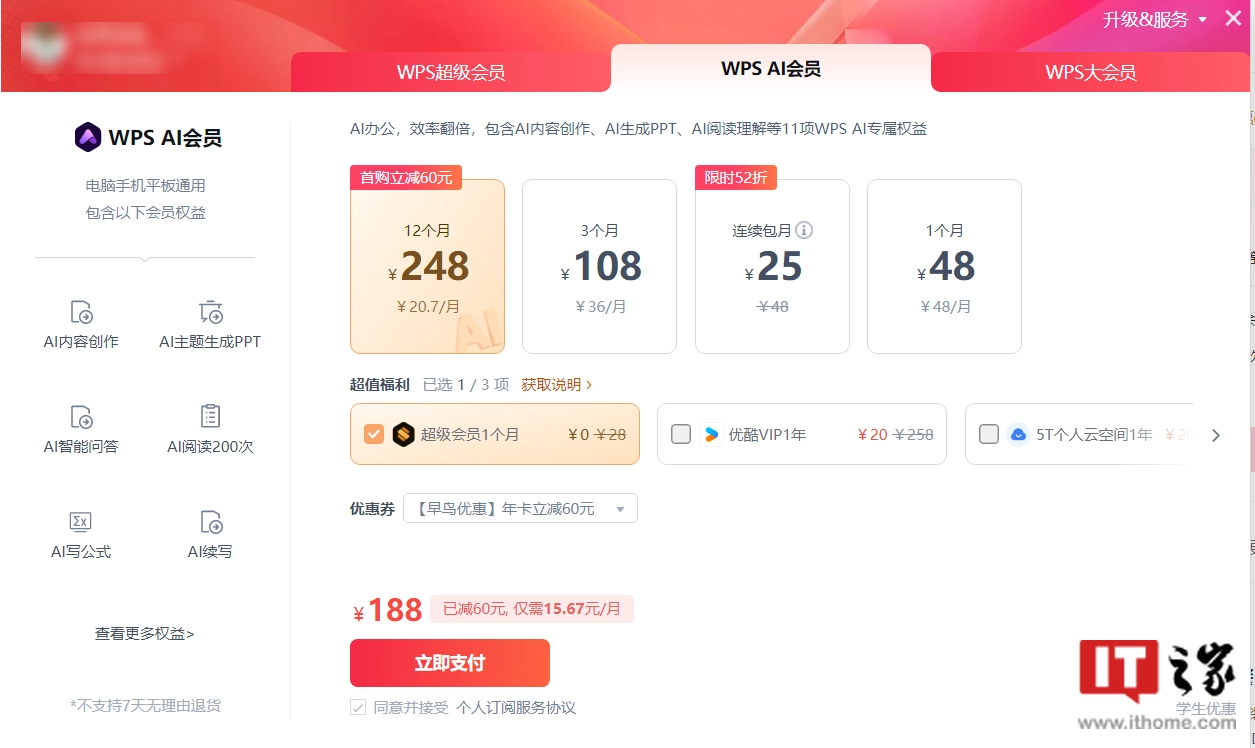 升级&服务
WPS超级会员
WPS AI会员
WPS大会员
WPS AI会员
电脑手机平板通用
包含以下会员权益
AI内容创作
AI主题生成PPT
AI智能问答
AI阅读200次
AI写公式
AI续写
查看更多权益>
*不支持7天无理由退货
AI办公，效率翻倍，包含AI内容创作、AI生成PPT、AI阅读理解等11项WPS AI专属权益
首购立减60元
12个月
¥248
¥20.7/月
AI
3个月
¥108
¥36/月
限时52折
连续包月
¥25
¥48
1个月
¥48
¥48/月
超值福利 已选 1 / 3 项 获取说明 >
超级会员1个月 ¥0 ¥28
优酷VIP1年 ¥20 ¥258
5T个人云空间1年
优惠券 【早鸟优惠】年卡立减60元
¥188 已减60元, 仅需15.67元/月
立即支付
同意并接受 个人订阅服务协议
IT之家
学生优惠
www.ithome.com